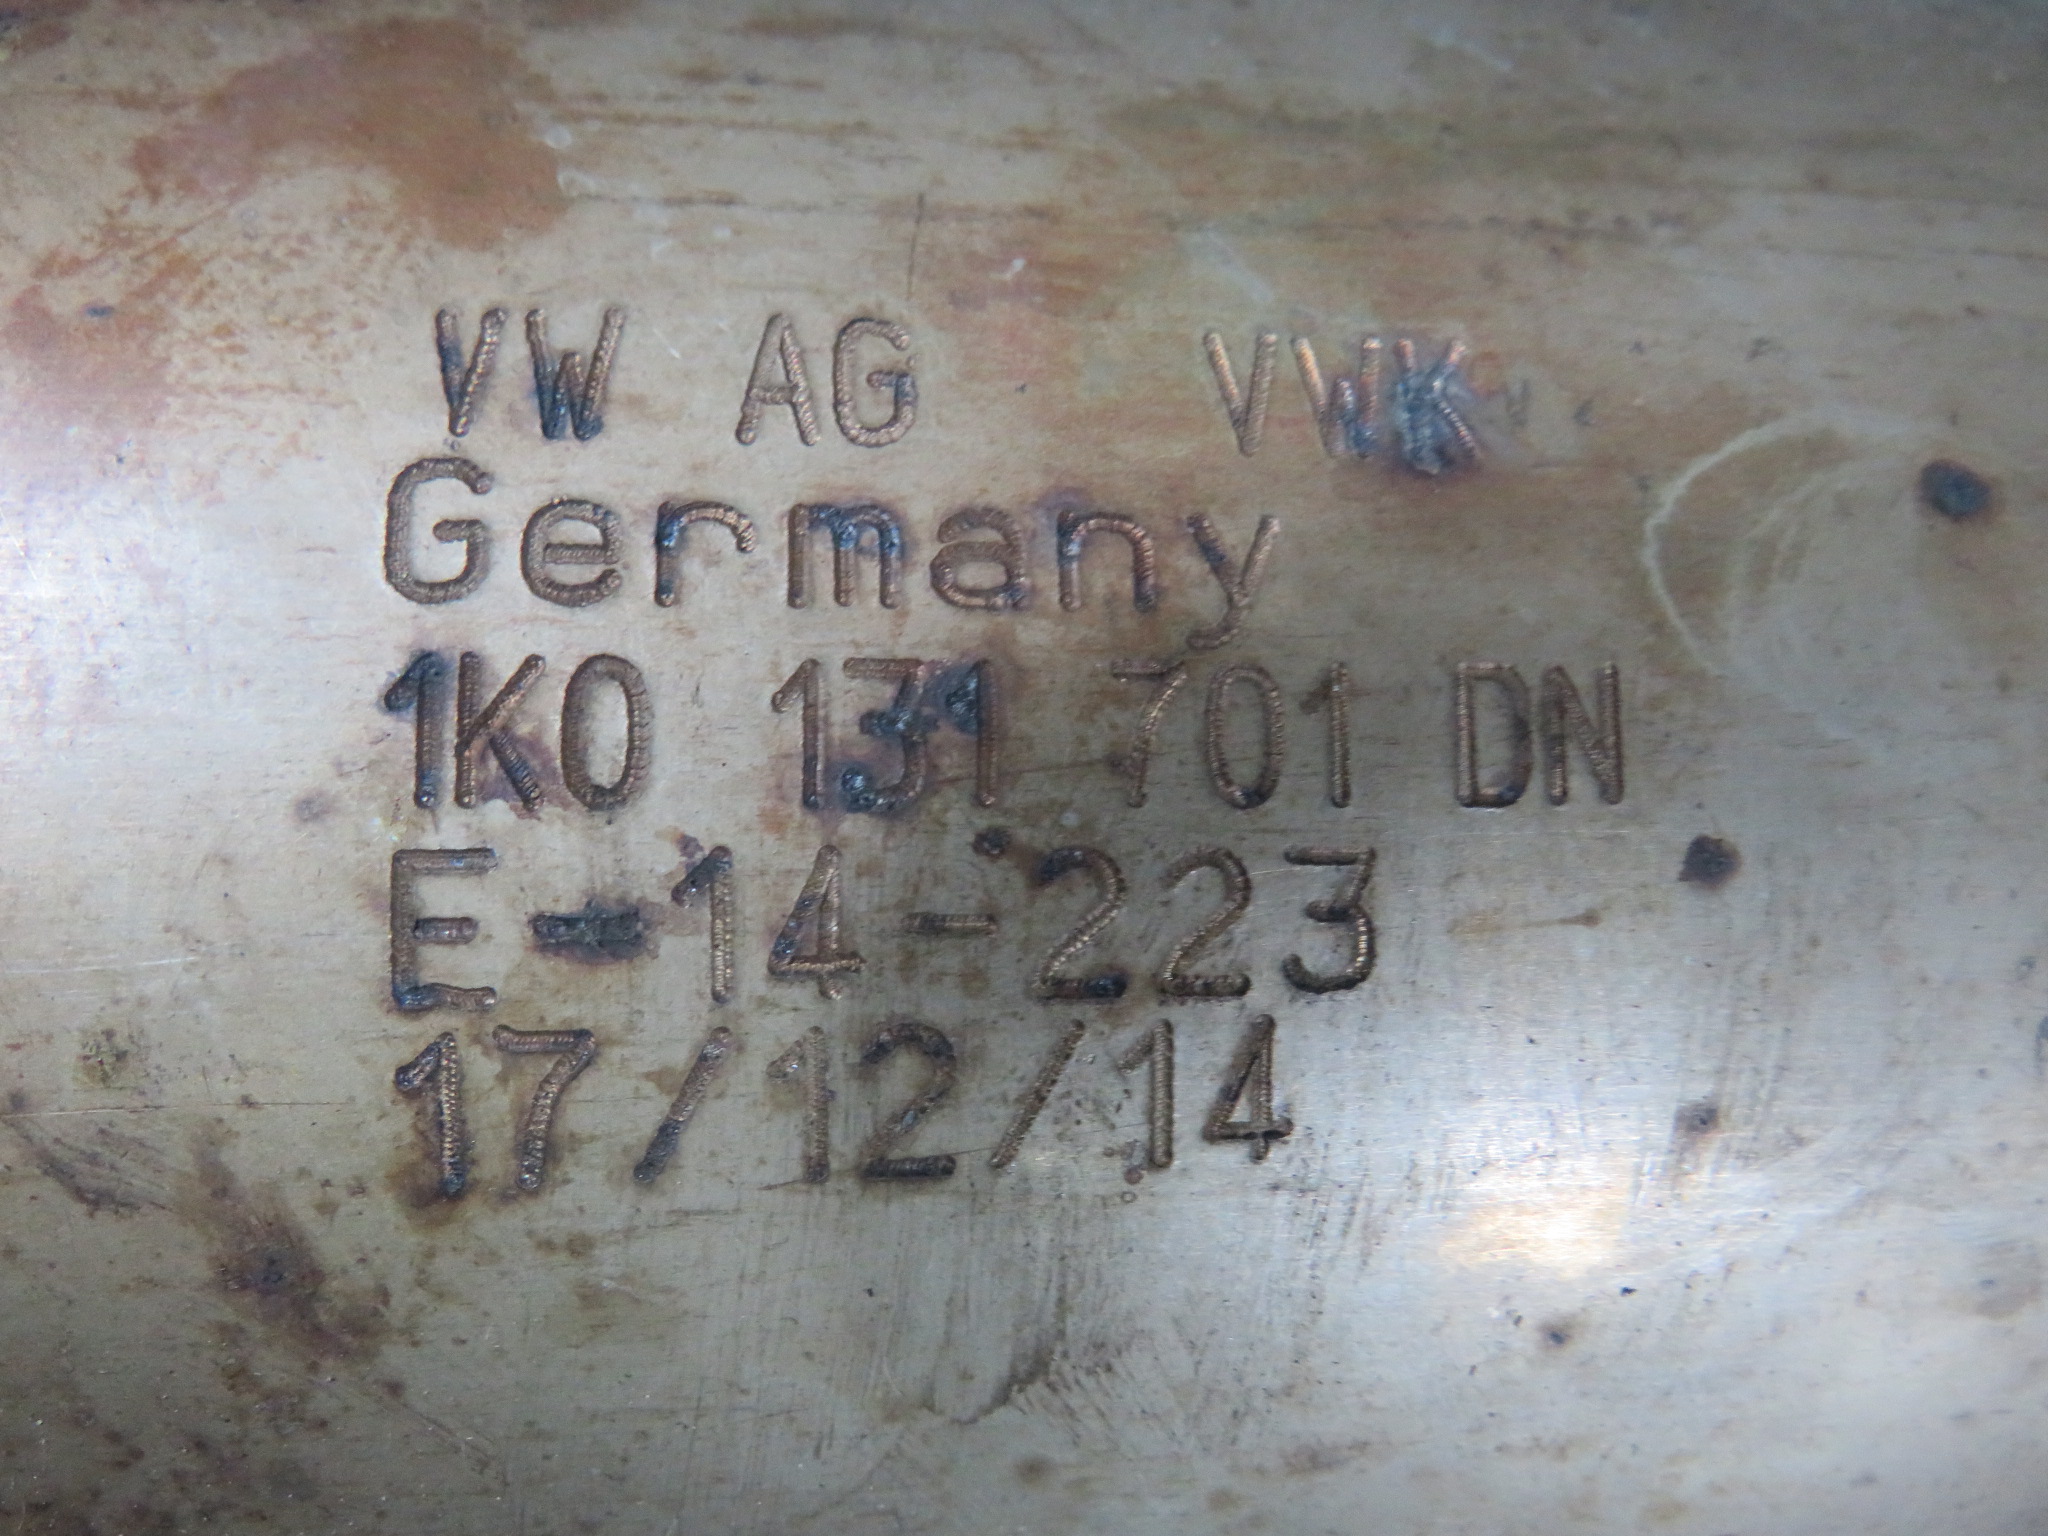 VW AG VWK
Germany
1K0 131 701 DN
E-14-223
17/12/14